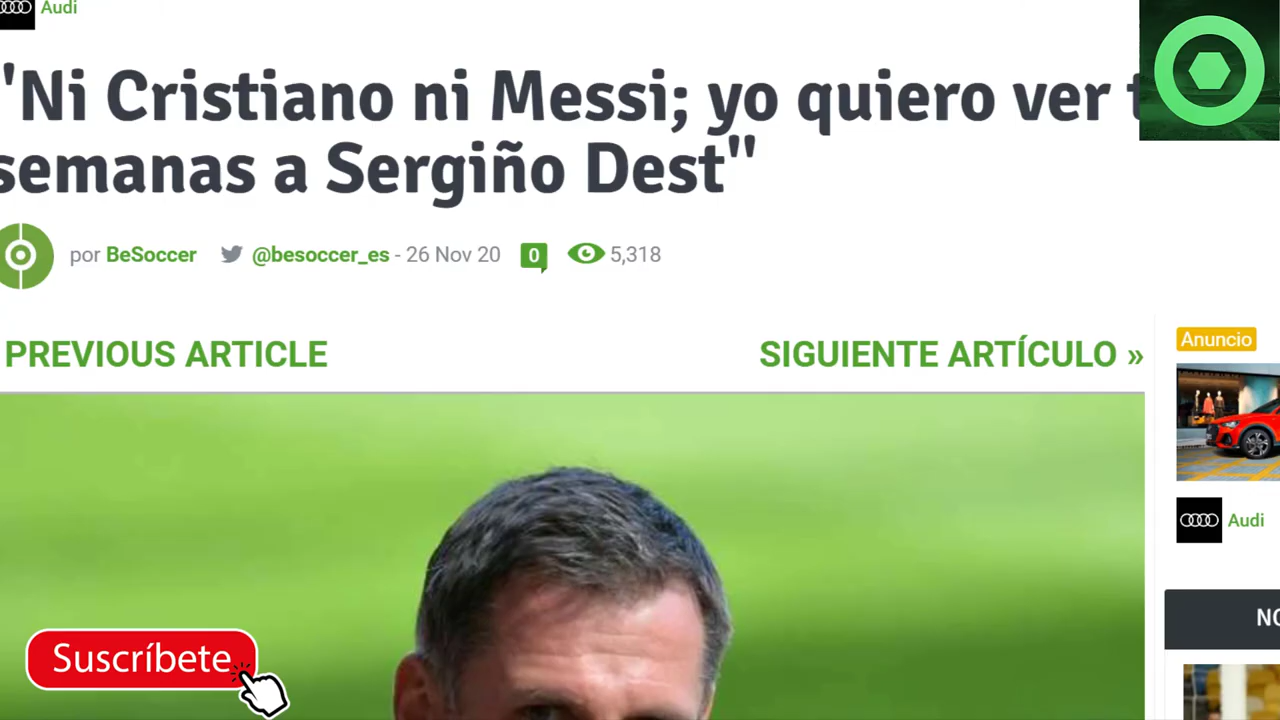 Audi
"Ni Cristiano ni Messi; yo quiero ver
semanas a Sergiño Dest"
por BeSoccer @besoccer_es - 26 Nov 20 0 5,318
PREVIOUS ARTICLE
SIGUIENTE ARTÍCULO »
Anuncio
Audi
Suscríbete